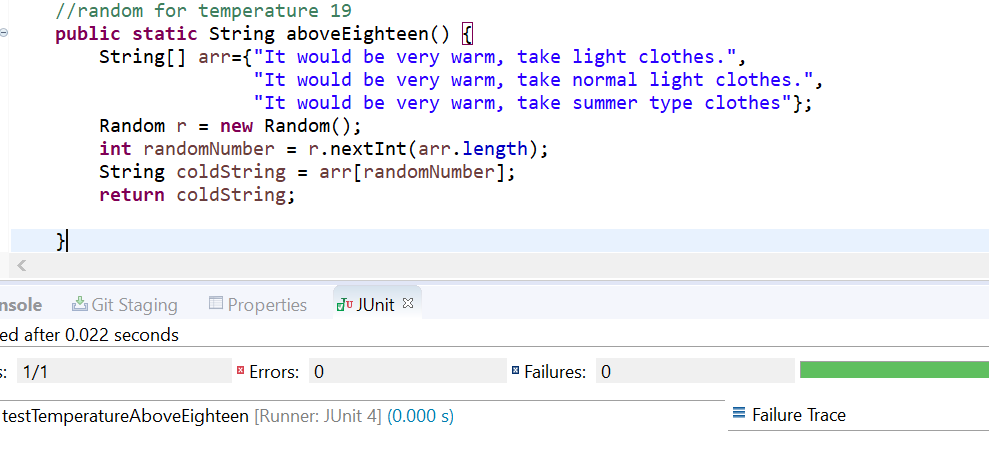 //random for temperature 19
public static String aboveEighteen() {
String[] arr={"It would be very warm, take light clothes.",
"It would be very warm, take normal light clothes.",
"It would be very warm, take summer type clothes"};
Random r = new Random();
int randomNumber = r.nextInt(arr.length);
String coldString = arr[randomNumber];
return coldString;
}
nsole Git Staging Properties JUnit
ed after 0.022 seconds
s: 1/1 Errors: 0 Failures: 0
testTemperatureAboveEighteen [Runner: JUnit 4] (0.000 s) Failure Trace